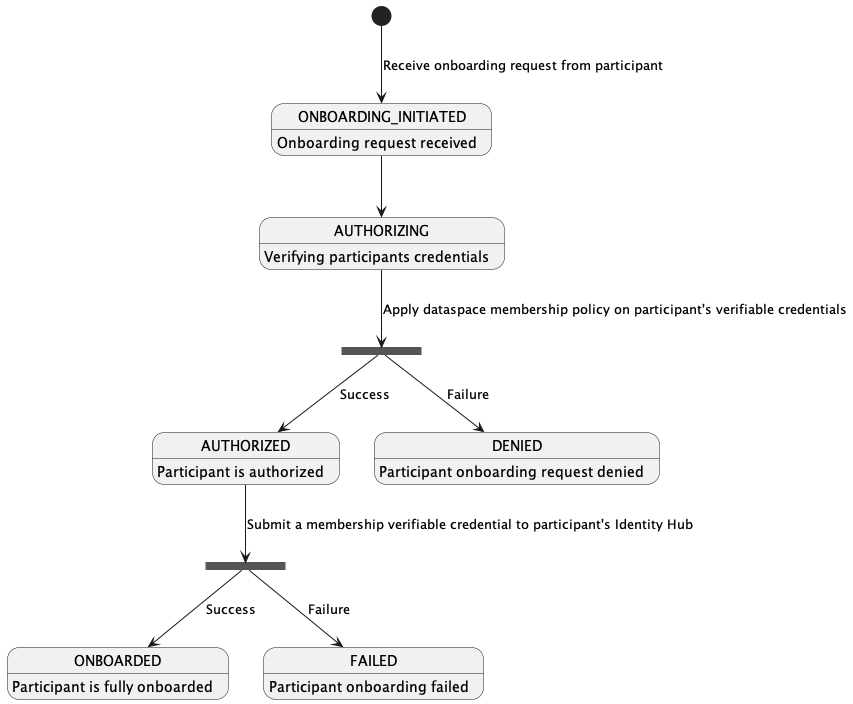 Receive onboarding request from participant
ONBOARDING_INITIATED
Onboarding request received
AUTHORIZING
Verifying participants credentials
Apply dataspace membership policy on participant's verifiable credentials
Success
Failure
AUTHORIZED
Participant is authorized
DENIED
Participant onboarding request denied
Submit a membership verifiable credential to participant's Identity Hub
Success
Failure
ONBOARDED
Participant is fully onboarded
FAILED
Participant onboarding failed